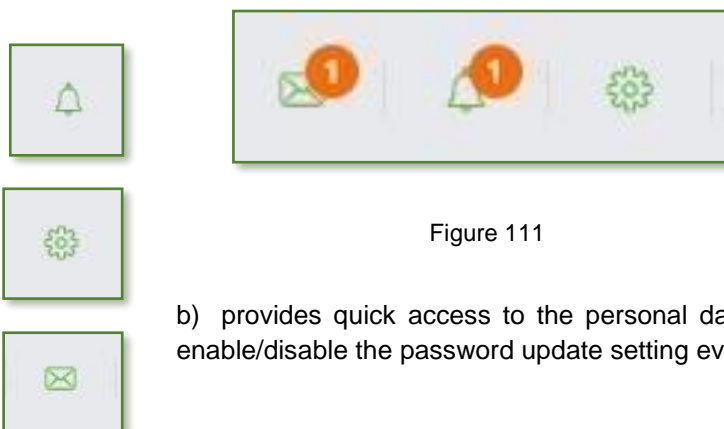 1 1
Figure 111
b) provides quick access to the personal da
enable/disable the password update setting ev